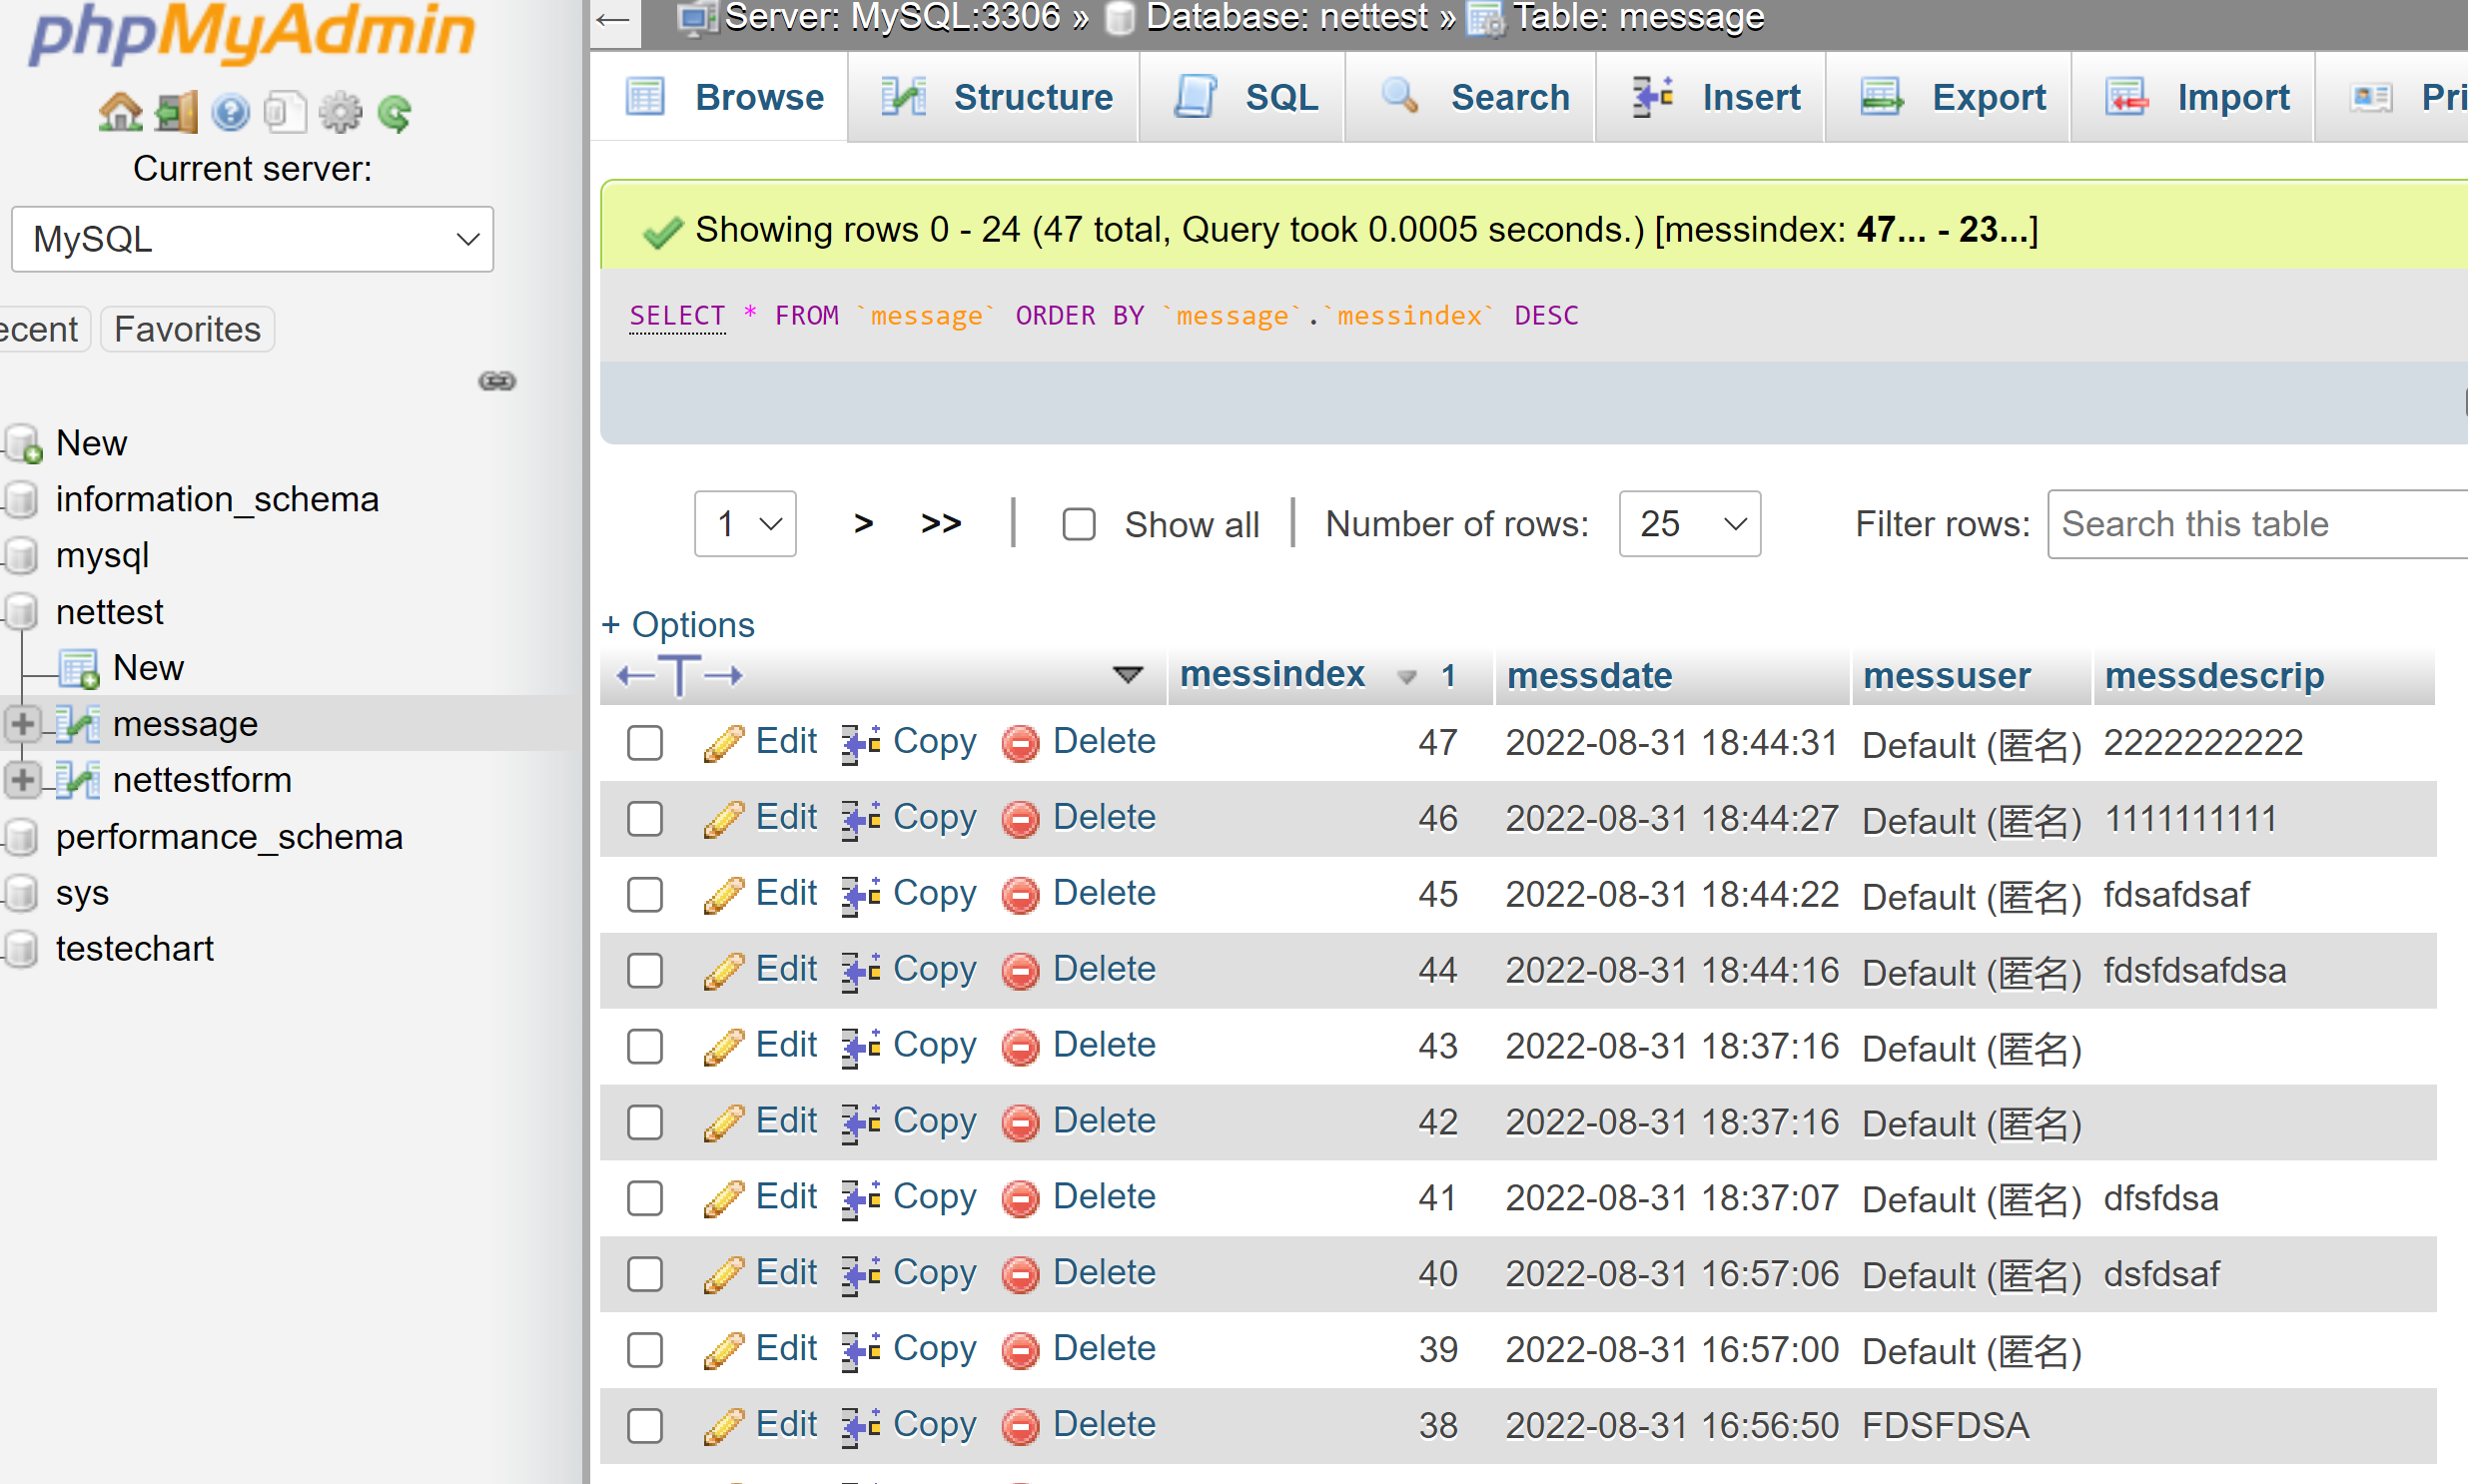 phpMyAdmin
Current server:
MySQL
ecent Favorites
New
information_schema
mysql
nettest
New
message
nettestform
performance_schema
sys
testechart
Server: MySQL:3306 » Database: nettest » Table: message
Browse Structure SQL Search Insert Export Import Pri
Showing rows 0 - 24 (47 total, Query took 0.0005 seconds.) [messindex: 47... - 23...]
SELECT * FROM `message` ORDER BY `message`.`messindex` DESC
1 > >> Show all Number of rows: 25 Filter rows: Search this table
+ Options
←T→ messindex 1 messdate messuser messdescrip
Edit Copy Delete 47 2022-08-31 18:44:31 Default (匿名) 2222222222
Edit Copy Delete 46 2022-08-31 18:44:27 Default (匿名) 1111111111
Edit Copy Delete 45 2022-08-31 18:44:22 Default (匿名) fdsafdsaf
Edit Copy Delete 44 2022-08-31 18:44:16 Default (匿名) fdsfdsafdsa
Edit Copy Delete 43 2022-08-31 18:37:16 Default (匿名)
Edit Copy Delete 42 2022-08-31 18:37:16 Default (匿名)
Edit Copy Delete 41 2022-08-31 18:37:07 Default (匿名) dfsfdsa
Edit Copy Delete 40 2022-08-31 16:57:06 Default (匿名) dsfdsaf
Edit Copy Delete 39 2022-08-31 16:57:00 Default (匿名)
Edit Copy Delete 38 2022-08-31 16:56:50 FDSFDSA